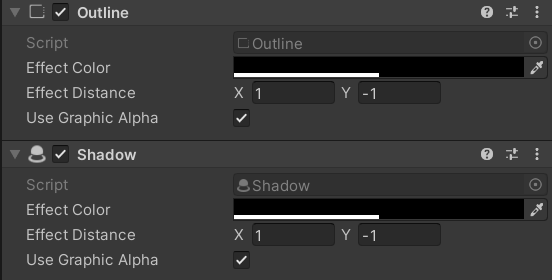 Outline
Script Outline
Effect Color
Effect Distance X 1 Y -1
Use Graphic Alpha
Shadow
Script Shadow
Effect Color
Effect Distance X 1 Y -1
Use Graphic Alpha